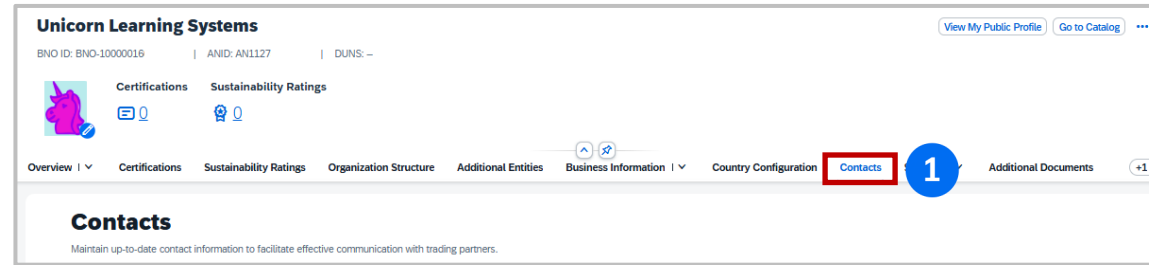 Unicorn Learning Systems
View My Public Profile
Go to Catalog
BNO ID: BNO-10000016 | ANID: AN1127 | DUNS: –
Certifications
0
Sustainability Ratings
0
Overview
Certifications
Sustainability Ratings
Organization Structure
Additional Entities
Business Information
Country Configuration
Contacts
1
Additional Documents
+1
Contacts
Maintain up-to-date contact information to facilitate effective communication with trading partners.